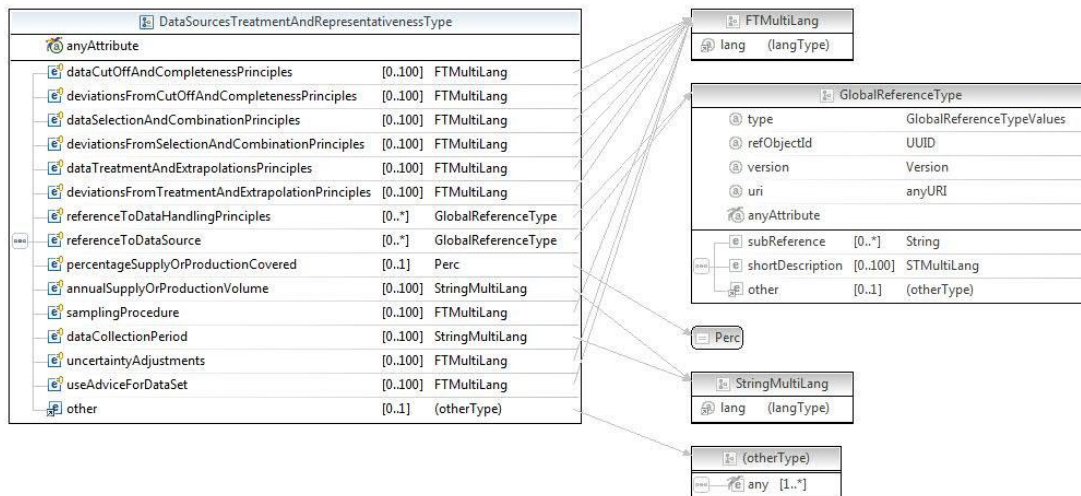 DataSourcesTreatmentAndRepresentativenessType
anyAttribute
dataCutOffAndCompletenessPrinciples [0..100] FTMultiLang
deviationsFromCutOffAndCompletenessPrinciples [0..100] FTMultiLang
dataSelectionAndCombinationPrinciples [0..100] FTMultiLang
deviationsFromSelectionAndCombinationPrinciples [0..100] FTMultiLang
dataTreatmentAndExtrapolationsPrinciples [0..100] FTMultiLang
deviationsFromTreatmentAndExtrapolationPrinciples [0..100] FTMultiLang
referenceToDataHandlingPrinciples [0..*] GlobalReferenceType
referenceToDataSource [0..*] GlobalReferenceType
percentageSupplyOrProductionCovered [0..1] Perc
annualSupplyOrProductionVolume [0..100] StringMultiLang
samplingProcedure [0..100] FTMultiLang
dataCollectionPeriod [0..100] StringMultiLang
uncertaintyAdjustments [0..100] FTMultiLang
useAdviceForDataSet [0..100] FTMultiLang
other [0..1] (otherType)
FTMultiLang
lang (langType)
GlobalReferenceType
type GlobalReferenceTypeValues
refObjectId UUID
version Version
uri anyURI
anyAttribute
subReference [0..*] String
shortDescription [0..100] STMultiLang
other [0..1] (otherType)
Perc
StringMultiLang
lang (langType)
(otherType)
any [1..*]